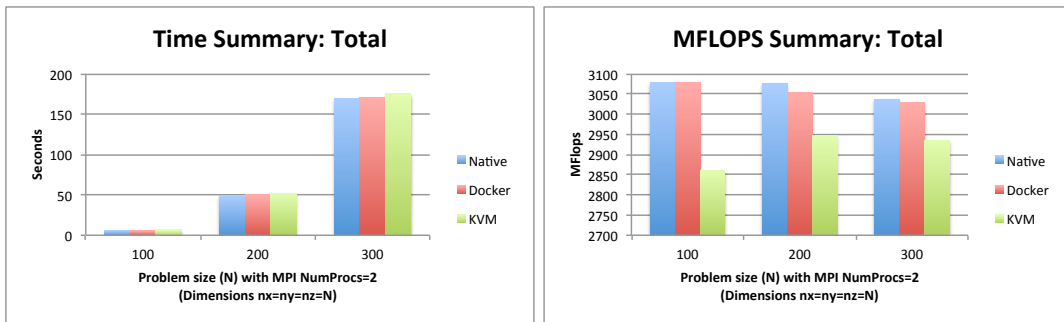 Time Summary: Total
200
150
100
50
0
Seconds
100
200
300
Problem size (N) with MPI NumProcs=2
(Dimensions nx=ny=nz=N)
Native
Docker
KVM
MFLOPS Summary: Total
3100
3050
3000
2950
2900
2850
2800
2750
2700
MFlops
100
200
300
Problem size (N) with MPI NumProcs=2
(Dimensions nx=ny=nz=N)
Native
Docker
KVM